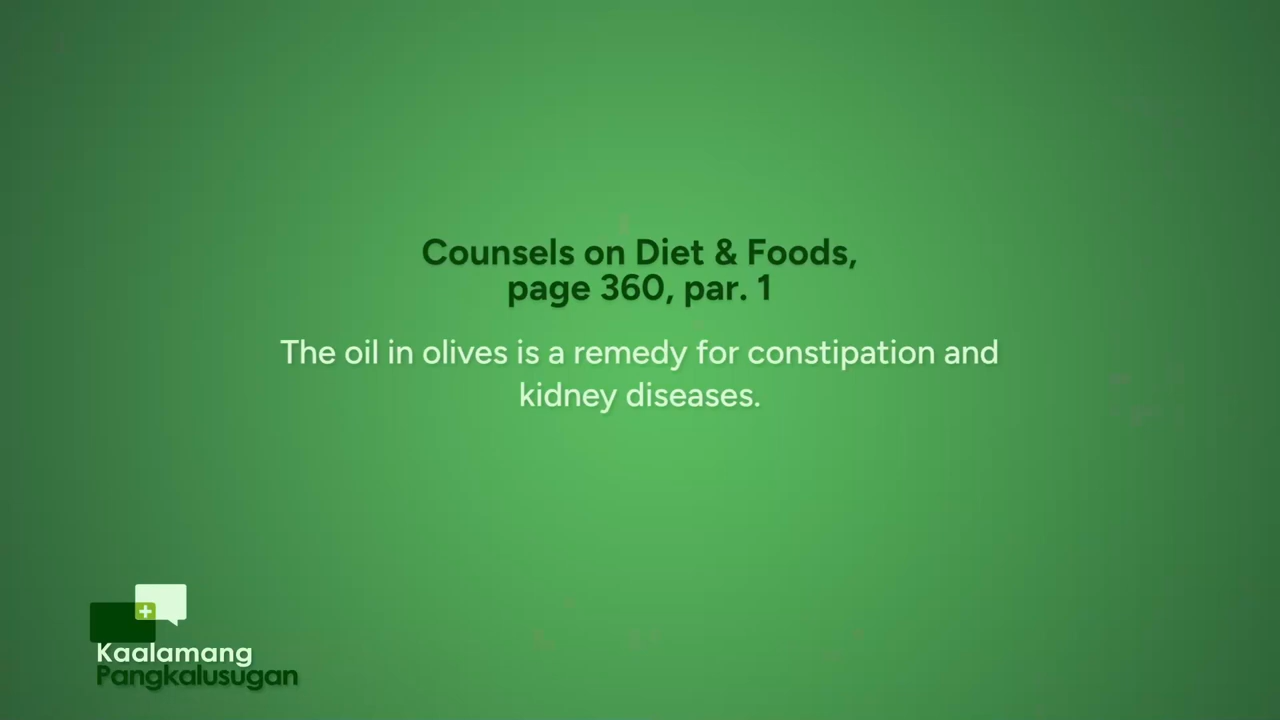 Counsels on Diet & Foods,
page 360, par. 1
The oil in olives is a remedy for constipation and
kidney diseases.
Kaalamang
Pangkalusugan